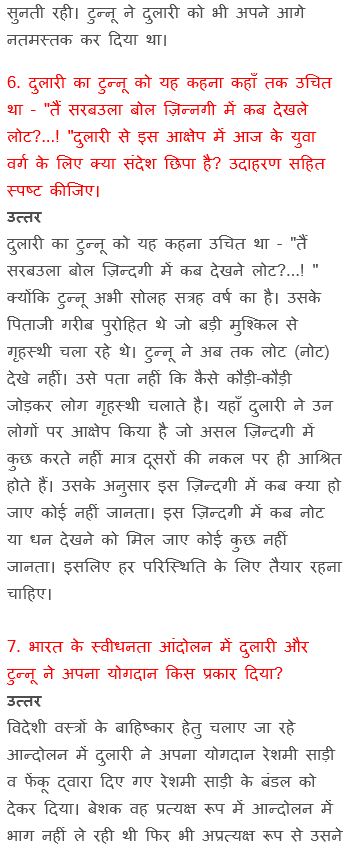 सुनती रही। टुन्नू ने दुलारी को भी अपने आगे
नतमस्तक कर दिया था।
6. दुलारी का टुन्नू को यह कहना कहाँ तक उचित
था - "तैं सरबउला बोल ज़िन्नगी में कब देखले
लोट?...! "दुलारी से इस आक्षेप में आज के युवा
वर्ग के लिए क्या संदेश छिपा है? उदाहरण सहित
स्पष्ट कीजिए।
उत्तर
दुलारी का टुन्नू को यह कहना उचित था - "तैं
सरबउला बोल ज़िन्दगी में कब देखने लोट?...! "
क्योंकि टुन्नू अभी सोलह सत्रह वर्ष का है। उसके
पिताजी गरीब पुरोहित थे जो बड़ी मुश्किल से
गृहस्थी चला रहे थे। टुन्नू ने अब तक लोट (नोट)
देखे नहीं। उसे पता नहीं कि कैसे कौड़ी-कौड़ी
जोड़कर लोग गृहस्थी चलाते है। यहाँ दुलारी ने उन
लोगों पर आक्षेप किया है जो असल ज़िन्दगी में
कुछ करते नहीं मात्र दूसरों की नकल पर ही आश्रित
होते हैं। उसके अनुसार इस ज़िन्दगी में कब क्या हो
जाए कोई नहीं जानता। इस ज़िन्दगी में कब नोट
या धन देखने को मिल जाए कोई कुछ नहीं
जानता। इसलिए हर परिस्थिति के लिए तैयार रहना
चाहिए।
7. भारत के स्वीधनता आंदोलन में दुलारी और
टुन्नू ने अपना योगदान किस प्रकार दिया?
उत्तर
विदेशी वस्त्रों के बाहिष्कार हेतु चलाए जा रहे
आन्दोलन में दुलारी ने अपना योगदान रेशमी साड़ी
व फेंकू द्वारा दिए गए रेशमी साड़ी के बंडल को
देकर दिया। बेशक वह प्रत्यक्ष रूप में आन्दोलन में
भाग नहीं ले रही थी फिर भी अप्रत्यक्ष रूप से उसने